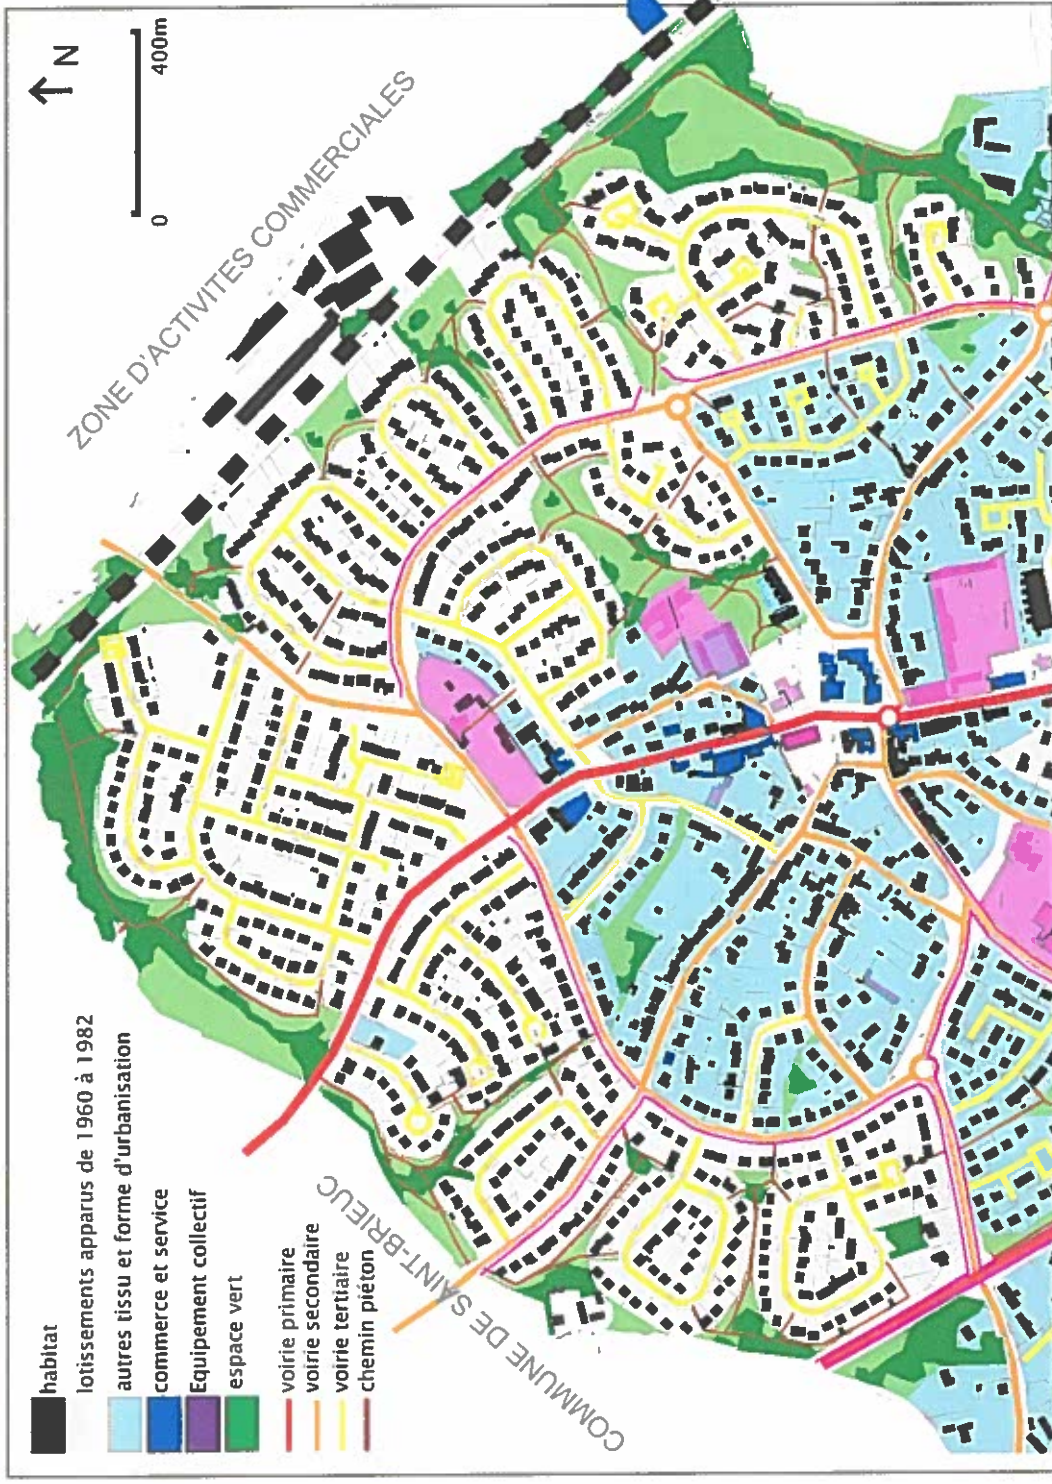 N
0 400m
ZONE D'ACTIVITES COMMERCIALES
COMMUNE DE SAINT-BRIEUC
habitat
lotissements apparus de 1960 à 1982
autres tissu et forme d'urbanisation
commerce et service
Equipement collectif
espace vert
voirie primaire
voirie secondaire
voirie tertiaire
chemin piéton